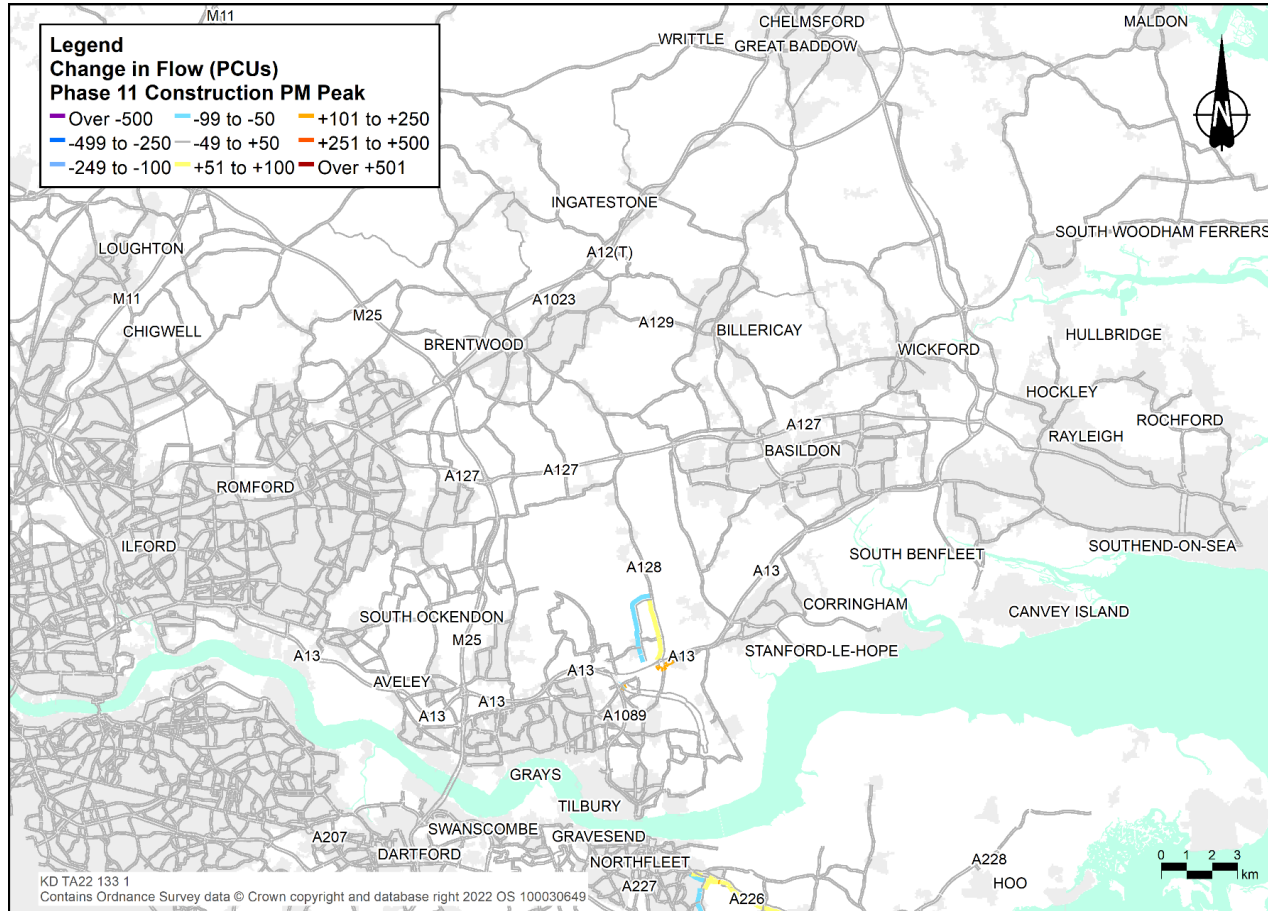 M11
CHELMSFORD
MALDON
WRITTLE
GREAT BADDOW
Legend
Change in Flow (PCUs)
Phase 11 Construction PM Peak
Over -500
-99 to -50
+101 to +250
-499 to -250
-49 to +50
+251 to +500
-249 to -100
+51 to +100
Over +501
N
INGATESTONE
SOUTH WOODHAM FERRERS
LOUGHTON
A12(T)
M11
A1023
M25
CHIGWELL
A129
BILLERICAY
HULLBRIDGE
BRENTWOOD
WICKFORD
HOCKLEY
ROCHFORD
A127
RAYLEIGH
BASILDON
A127
A127
ROMFORD
ILFORD
SOUTHEND-ON-SEA
SOUTH BENFLEET
A128
A13
CORRINGHAM
CANVEY ISLAND
SOUTH OCKENDON
M25
STANFORD-LE-HOPE
A13
A13
A13
AVELEY
A13
A13
A1089
GRAYS
TILBURY
SWANSCOMBE
GRAVESEND
A207
DARTFORD
NORTHFLEET
A228
HOO
A227
A226
0 1 2 3
km
KD TA22 133 1
Contains Ordnance Survey data © Crown copyright and database right 2022 OS 100030649